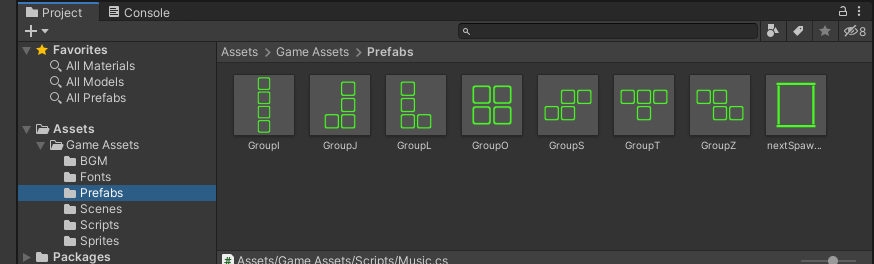 Project Console
8
Favorites
All Materials
All Models
All Prefabs
Assets
Game Assets
BGM
Fonts
Prefabs
Scenes
Scripts
Sprites
Packages
Assets > Game Assets > Prefabs
GroupI GroupJ GroupL GroupO GroupS GroupT GroupZ nextSpaw...
Assets/Game Assets/Scripts/Music.cs